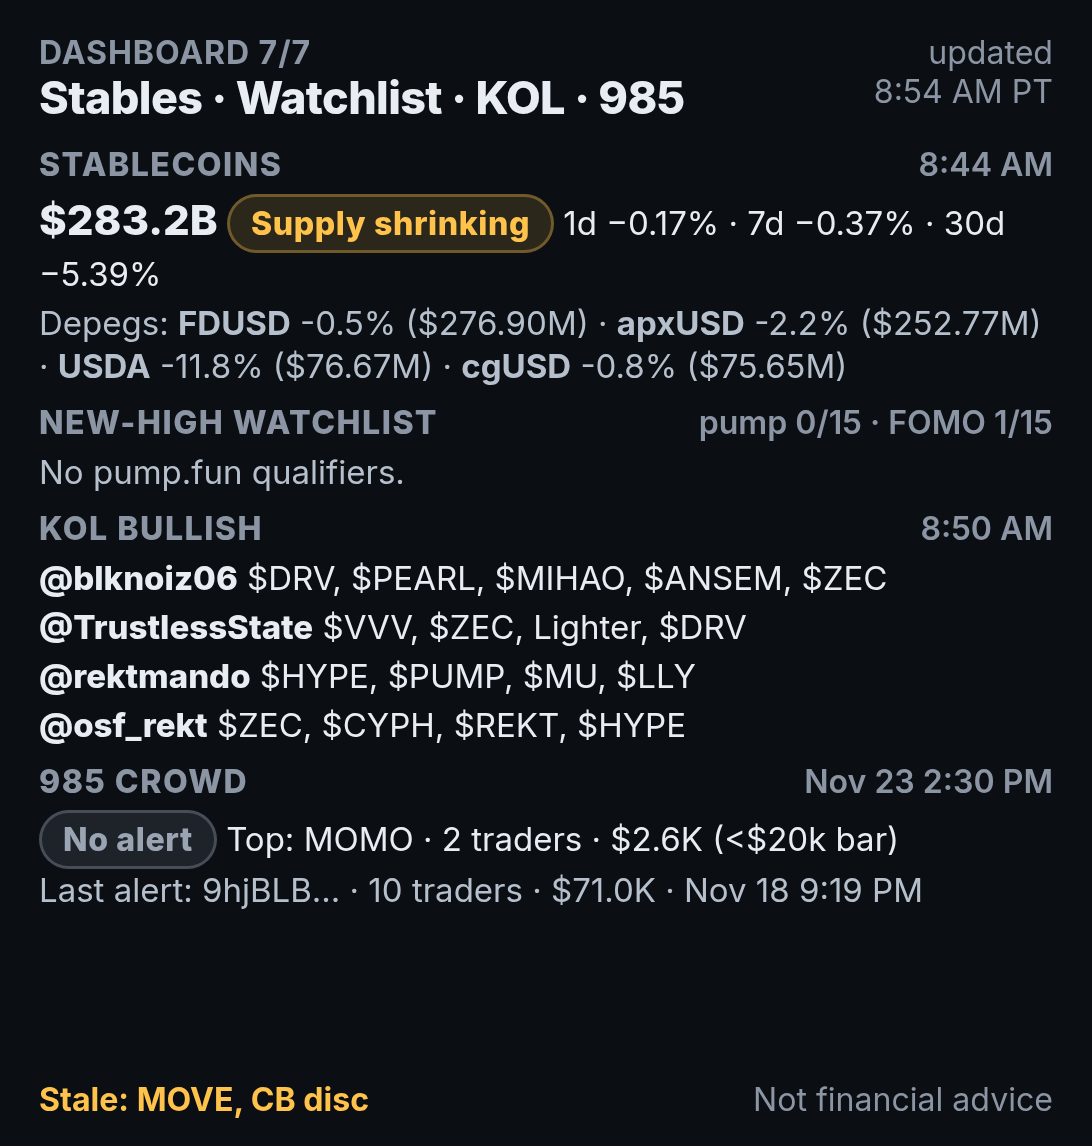 DASHBOARD 7/7
updated
Stables · Watchlist · KOL · 985
8:54 AM PT
STABLECOINS 8:44 AM
$283.2B Supply shrinking 1d −0.17% · 7d −0.37% · 30d
−5.39%
Depegs: FDUSD -0.5% ($276.90M) · apxUSD -2.2% ($252.77M)
· USDA -11.8% ($76.67M) · cgUSD -0.8% ($75.65M)
NEW-HIGH WATCHLIST pump 0/15 · FOMO 1/15
No pump.fun qualifiers.
KOL BULLISH 8:50 AM
@blknoiz06 $DRV, $PEARL, $MIHAO, $ANSEM, $ZEC
@TrustlessState $VVV, $ZEC, Lighter, $DRV
@rektmando $HYPE, $PUMP, $MU, $LLY
@osf_rekt $ZEC, $CYPH, $REKT, $HYPE
985 CROWD Nov 23 2:30 PM
No alert Top: MOMO · 2 traders · $2.6K (<$20k bar)
Last alert: 9hjBLB... · 10 traders · $71.0K · Nov 18 9:19 PM
Stale: MOVE, CB disc Not financial advice